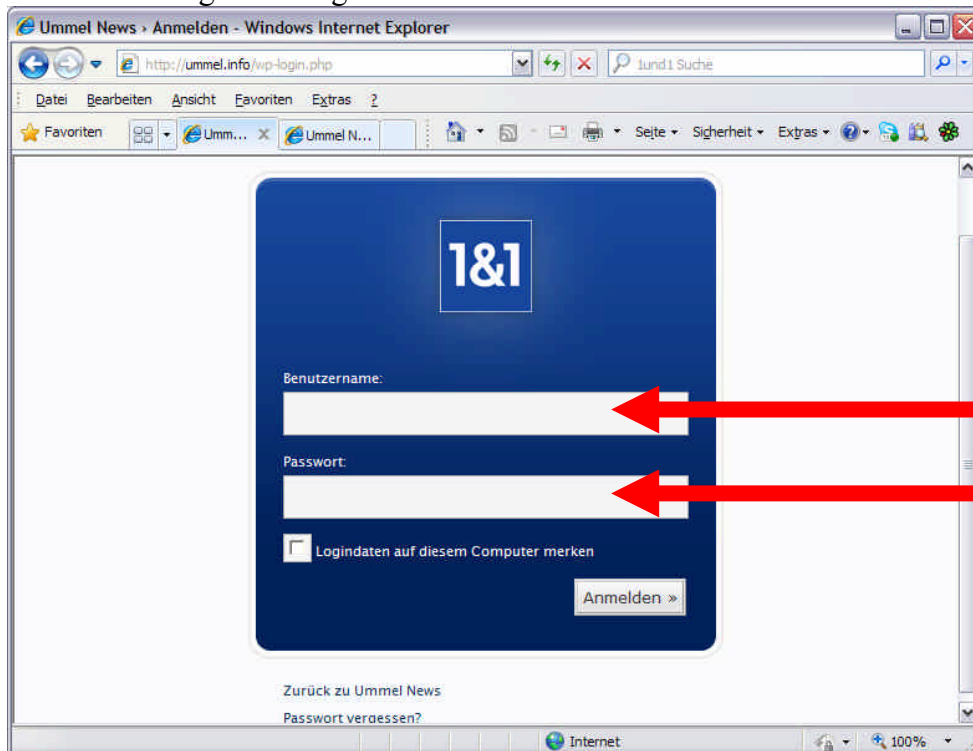 Ummel News › Anmelden - Windows Internet Explorer
http://ummel.info/wp-login.php
1und1 Suche
Datei Bearbeiten Ansicht Favoriten Extras ?
Favoriten Umm... Ummel N... Seite Sicherheit Extras
1&1
Benutzername:
Passwort:
Logindaten auf diesem Computer merken
Anmelden »
Zurück zu Ummel News
Passwort vergessen?
Internet 100%